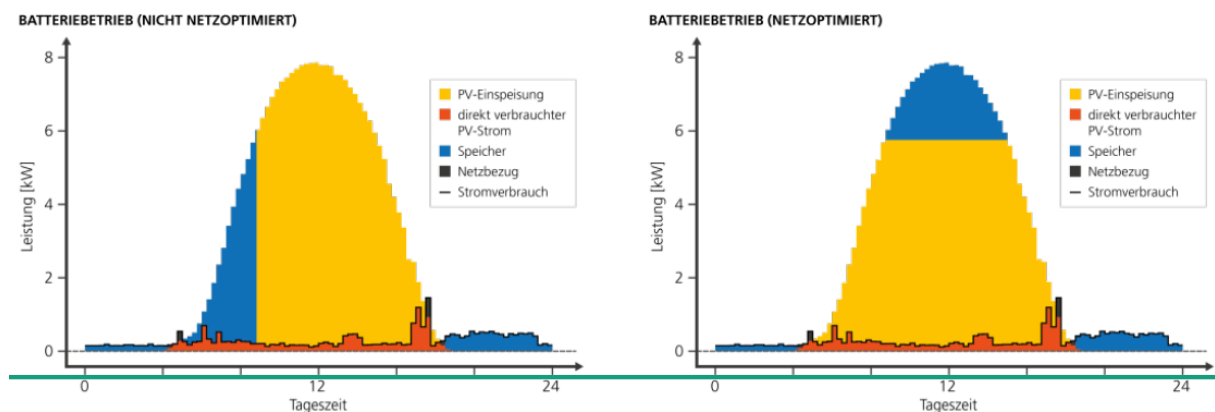 BATTERIEBETRIEB (NICHT NETZOPTIMIERT)
8
6
4
2
0
Leistung [kW]
PV-Einspeisung
direkt verbrauchter
PV-Strom
Speicher
Netzbezug
Stromverbrauch
0
12
24
Tageszeit
BATTERIEBETRIEB (NETZOPTIMIERT)
8
6
4
2
0
Leistung [kW]
PV-Einspeisung
direkt verbrauchter
PV-Strom
Speicher
Netzbezug
Stromverbrauch
0
12
24
Tageszeit